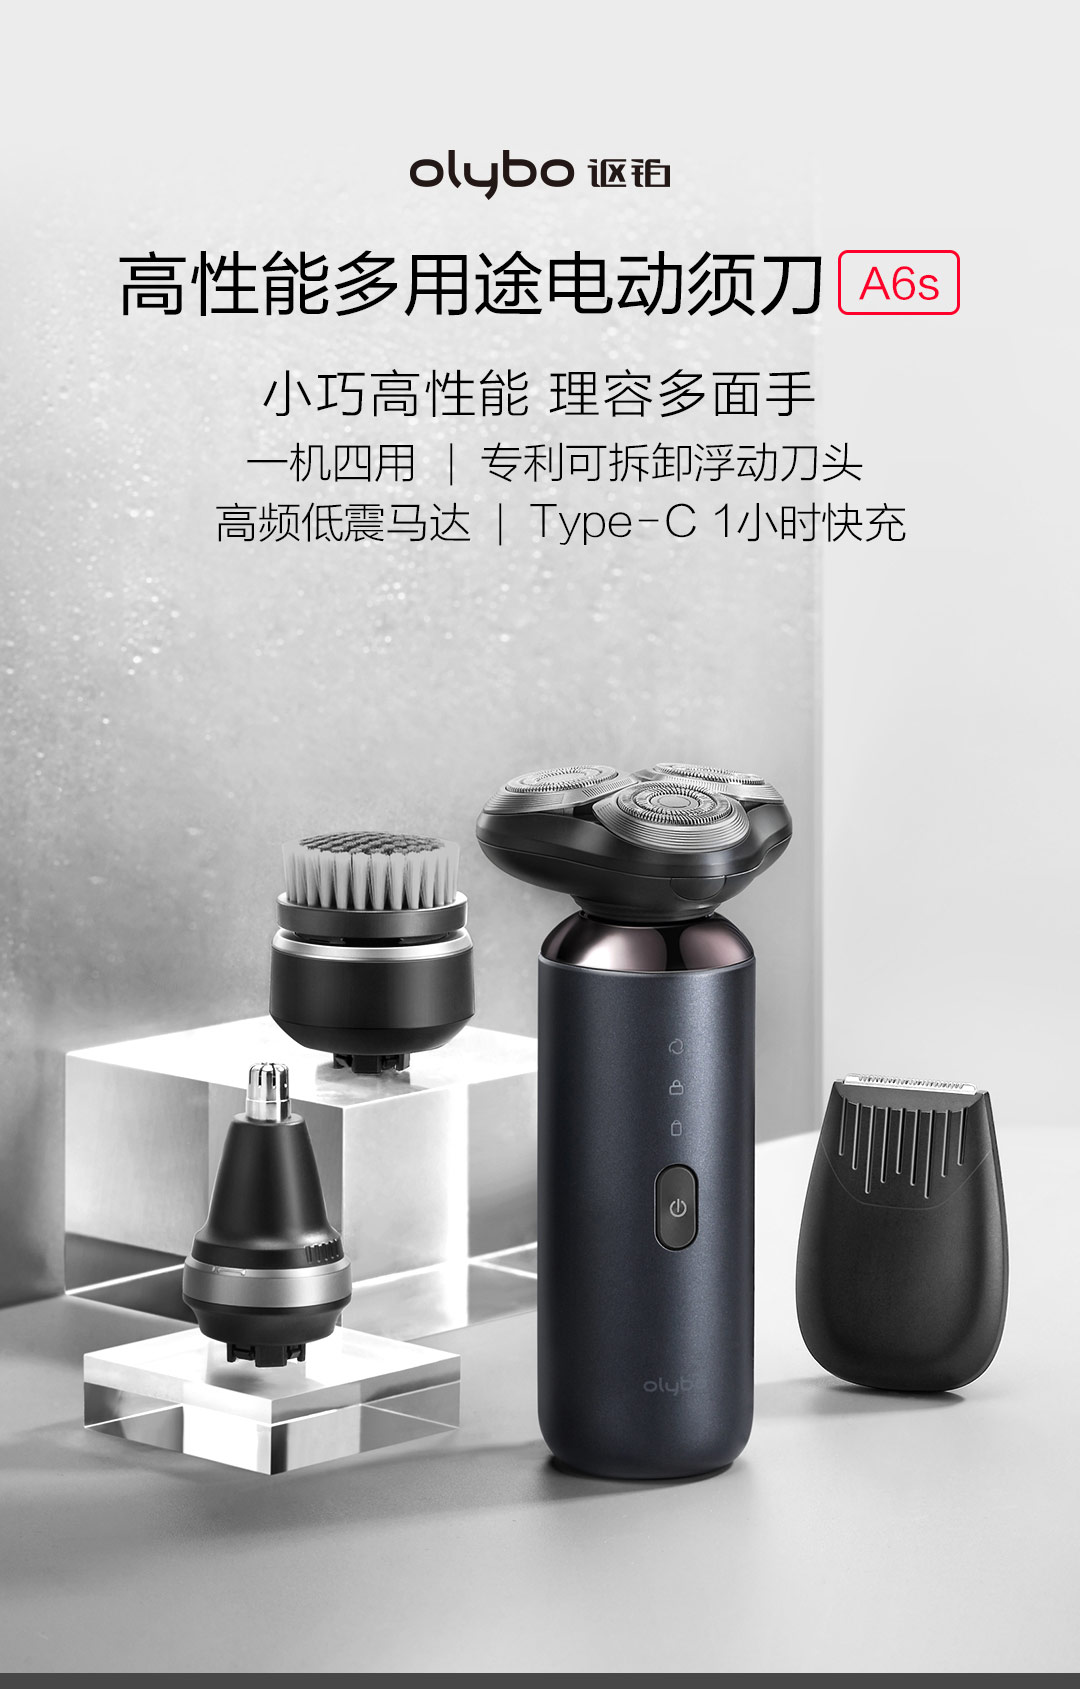 olybo 讴铂
高性能多用途电动须刀 A6s
小巧高性能 理容多面手
一机四用 | 专利可拆卸浮动刀头
高频低震马达 | Type-C 1小时快充
olybo